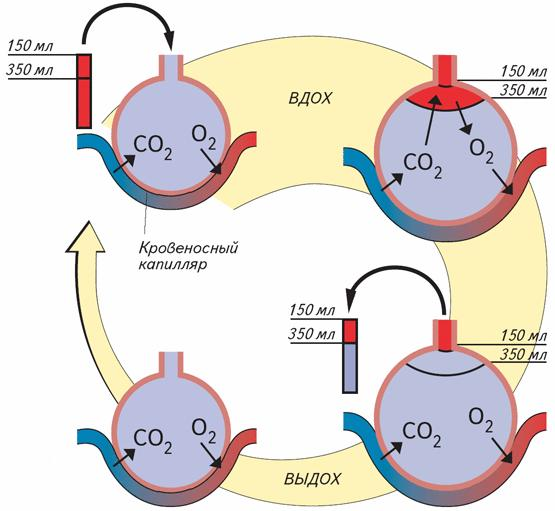 150 мл
350 мл
CO2
O2
ВДОХ
150 мл
350 мл
CO2
O2
Кровеносный
капилляр
150 мл
350 мл
150 мл
350 мл
CO2
O2
CO2
O2
ВЫДОХ